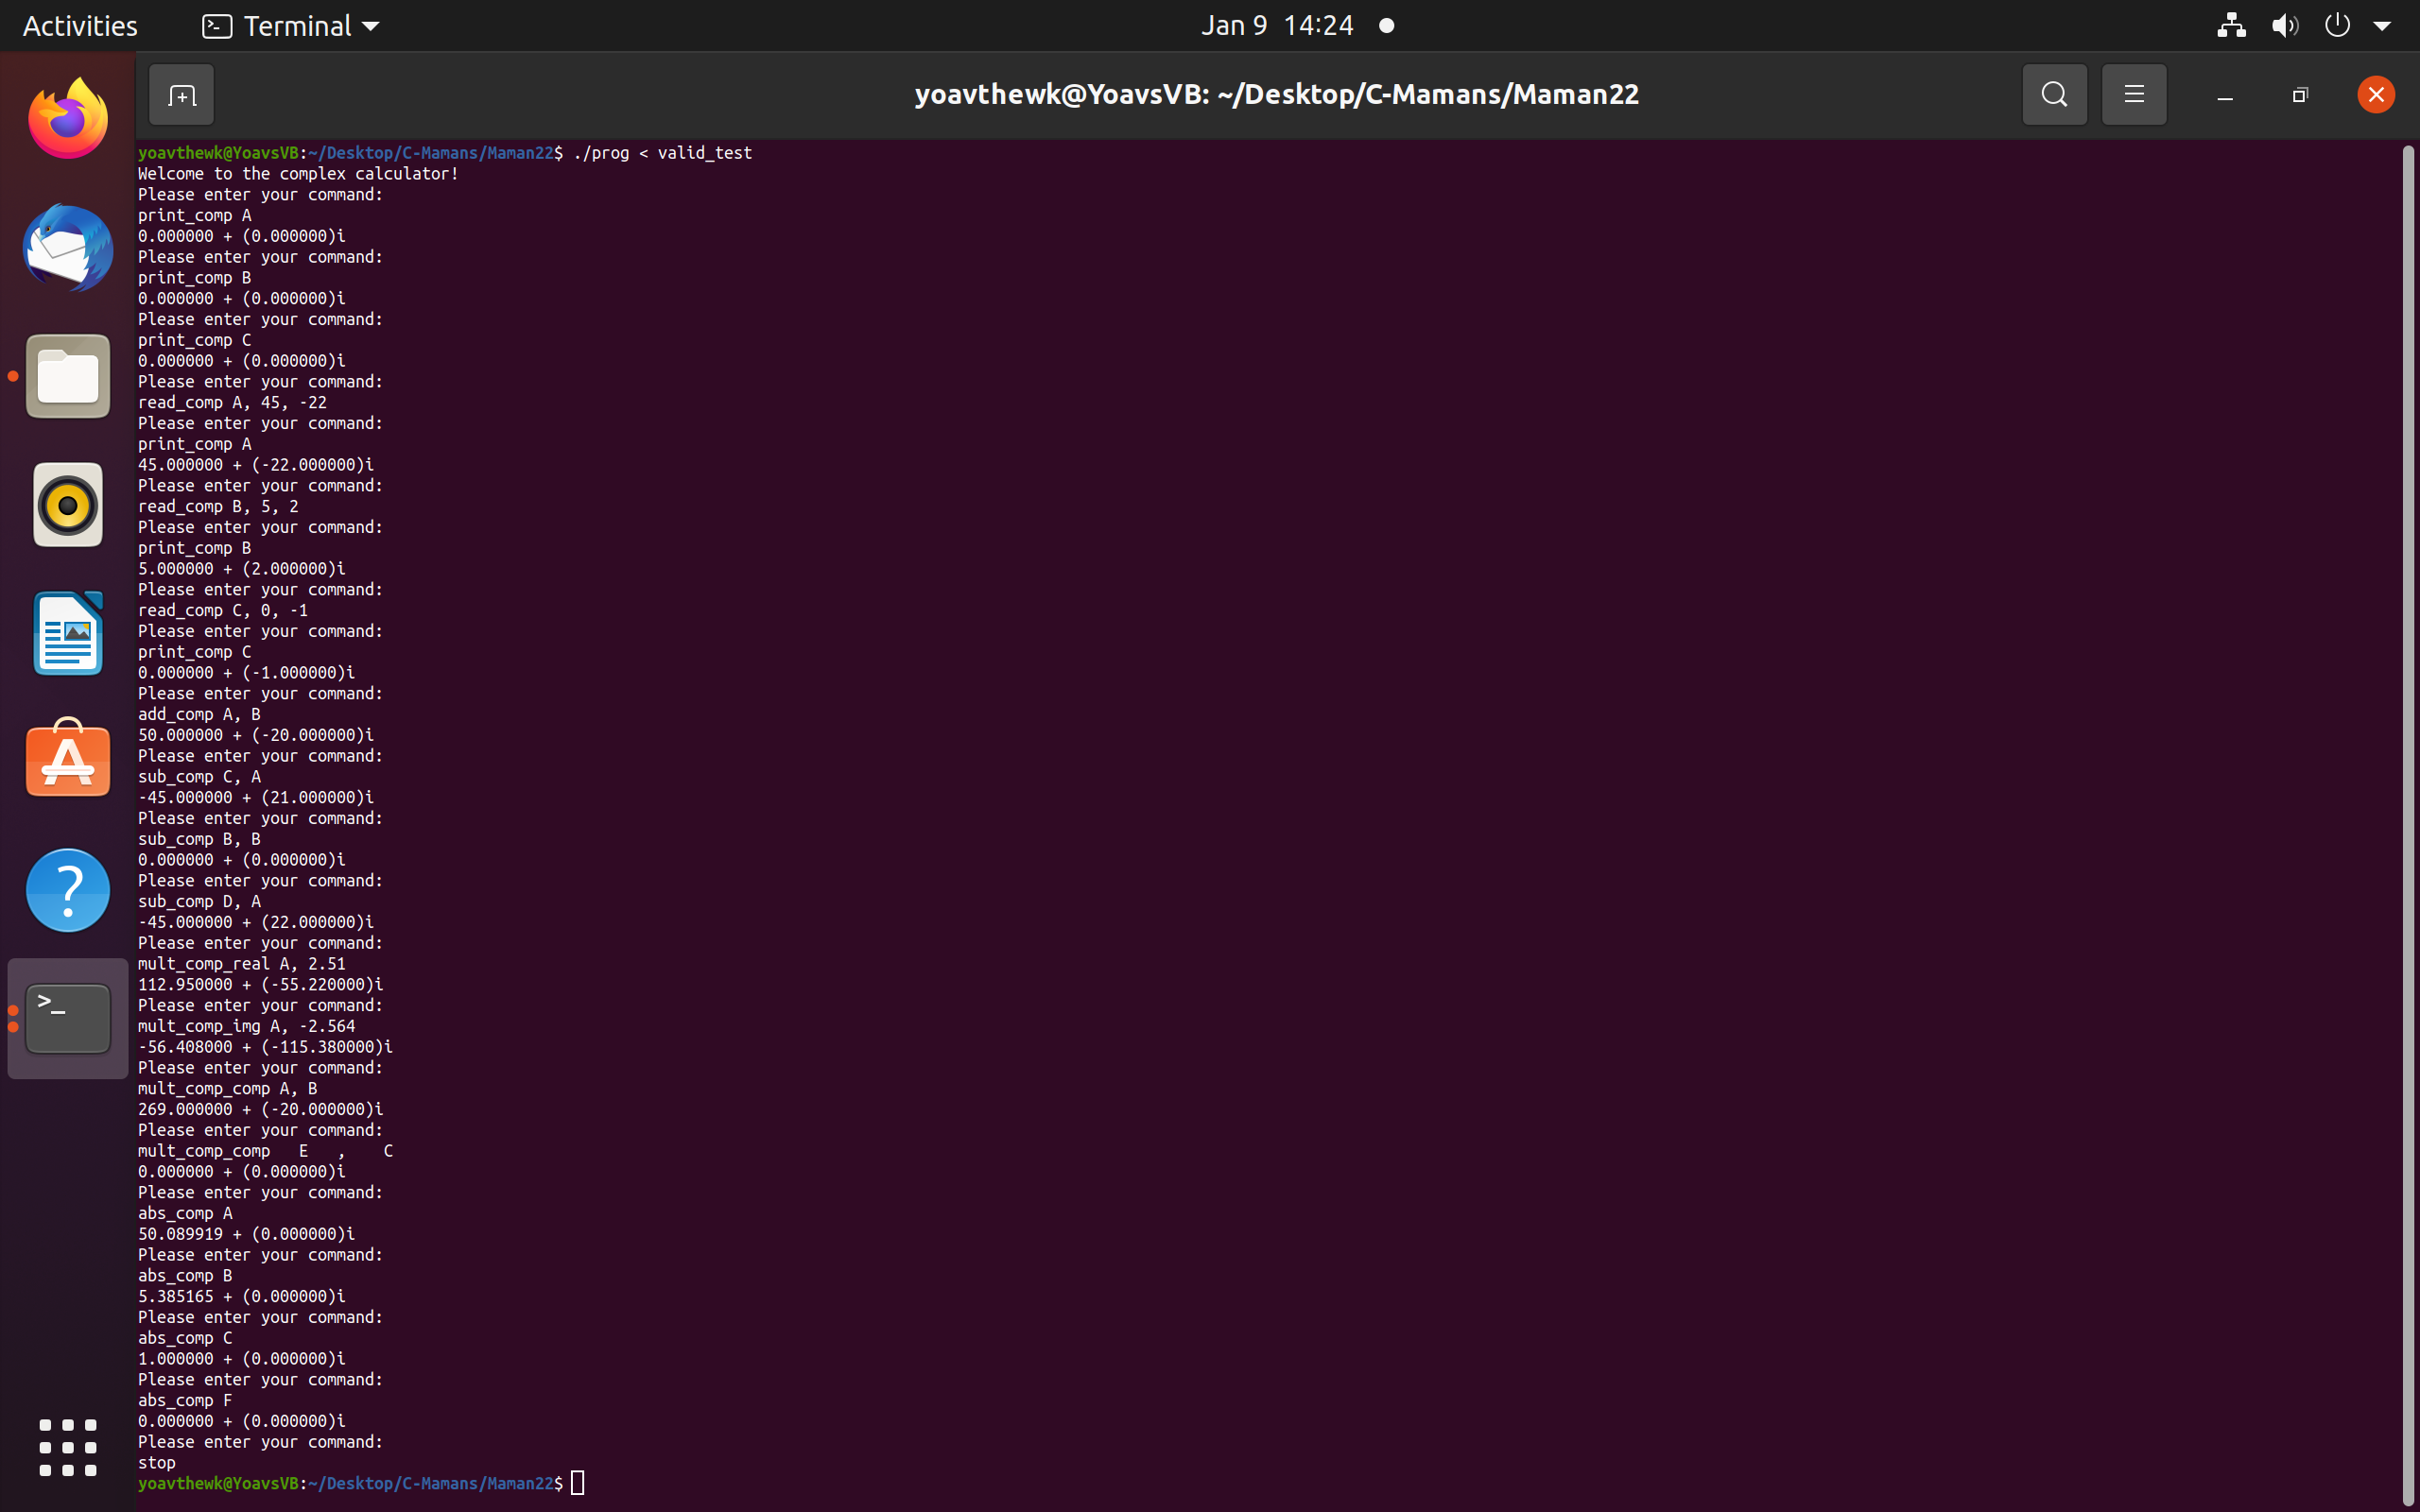 Activities Terminal Jan 9 14:24
yoavthewk@YoavsVB: ~/Desktop/C-Mamans/Maman22
yoavthewk@YoavsVB:~/Desktop/C-Mamans/Maman22$ ./prog < valid_test
Welcome to the complex calculator!
Please enter your command:
print_comp A
0.000000 + (0.000000)i
Please enter your command:
print_comp B
0.000000 + (0.000000)i
Please enter your command:
print_comp C
0.000000 + (0.000000)i
Please enter your command:
read_comp A, 45, -22
Please enter your command:
print_comp A
45.000000 + (-22.000000)i
Please enter your command:
read_comp B, 5, 2
Please enter your command:
print_comp B
5.000000 + (2.000000)i
Please enter your command:
read_comp C, 0, -1
Please enter your command:
print_comp C
0.000000 + (-1.000000)i
Please enter your command:
add_comp A, B
50.000000 + (-20.000000)i
Please enter your command:
sub_comp C, A
-45.000000 + (21.000000)i
Please enter your command:
sub_comp B, B
0.000000 + (0.000000)i
Please enter your command:
sub_comp D, A
-45.000000 + (22.000000)i
Please enter your command:
mult_comp_real A, 2.51
112.950000 + (-55.220000)i
Please enter your command:
mult_comp_img A, -2.564
-56.408000 + (-115.380000)i
Please enter your command:
mult_comp_comp A, B
269.000000 + (-20.000000)i
Please enter your command:
mult_comp_comp   E   ,    C
0.000000 + (0.000000)i
Please enter your command:
abs_comp A
50.089919 + (0.000000)i
Please enter your command:
abs_comp B
5.385165 + (0.000000)i
Please enter your command:
abs_comp C
1.000000 + (0.000000)i
Please enter your command:
abs_comp F
0.000000 + (0.000000)i
Please enter your command:
stop
yoavthewk@YoavsVB:~/Desktop/C-Mamans/Maman22$